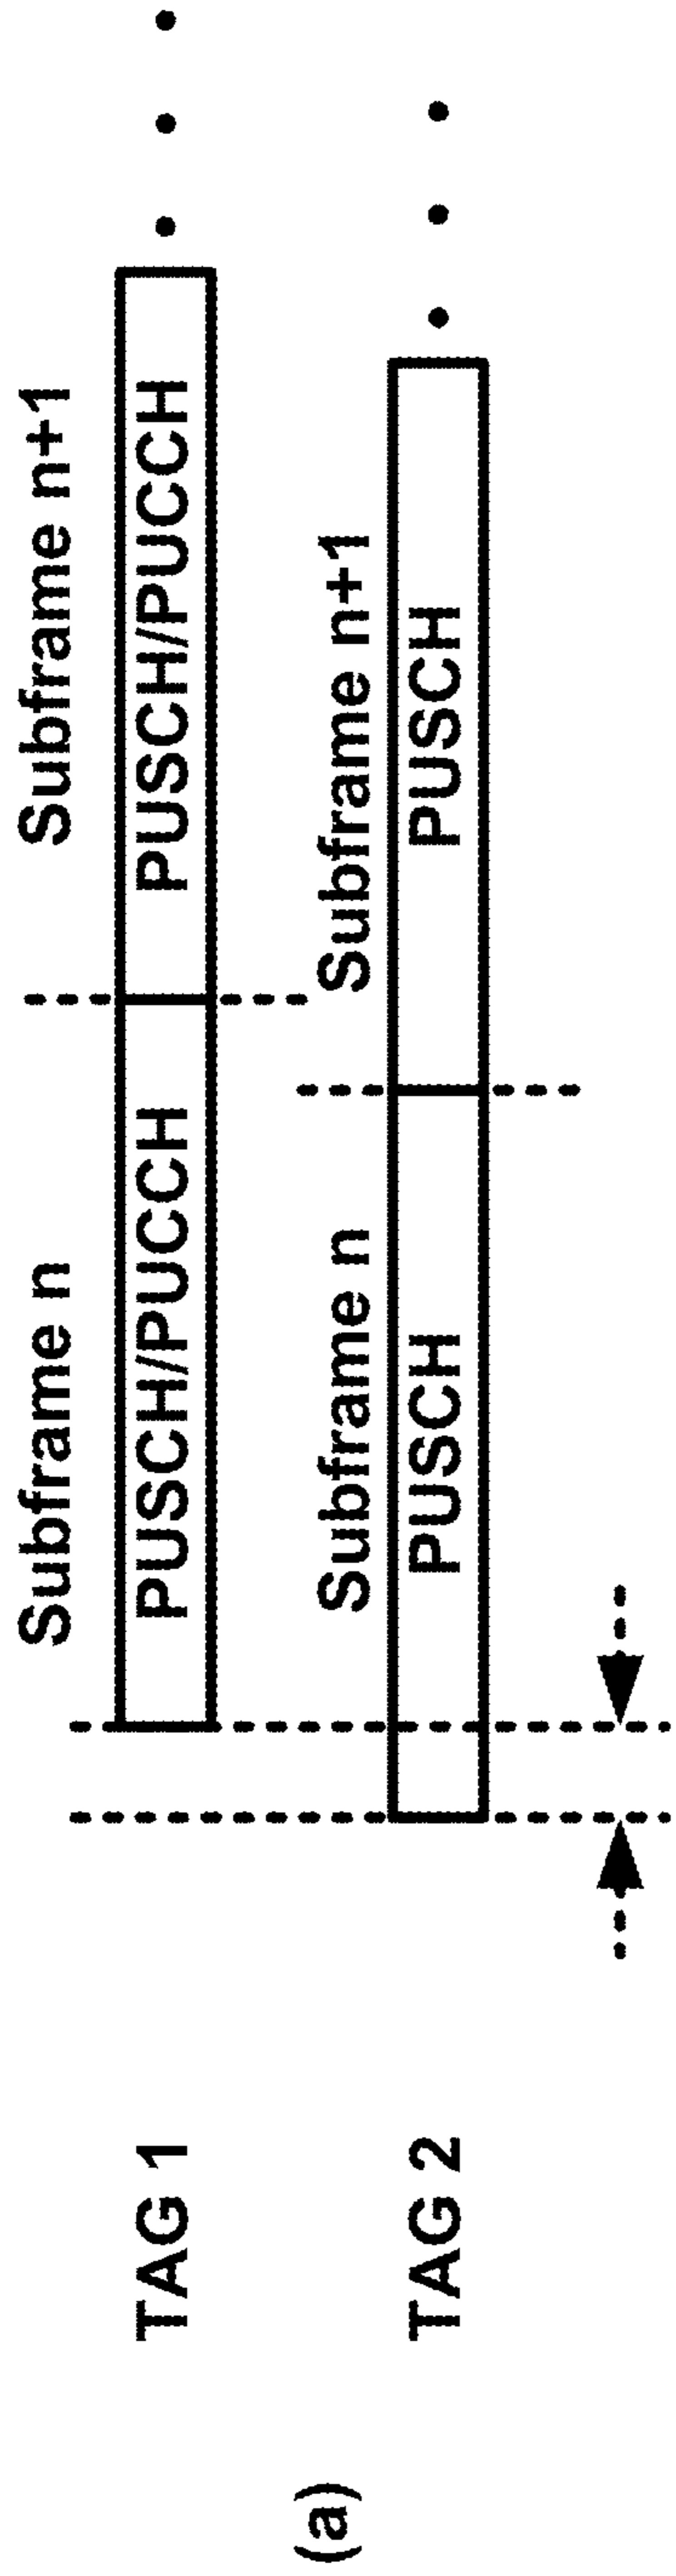 Subframe n
Subframe n+1
TAG 1
PUSCH/PUCCH
PUSCH/PUCCH
Subframe n
Subframe n+1
(a)
TAG 2
PUSCH
PUSCH